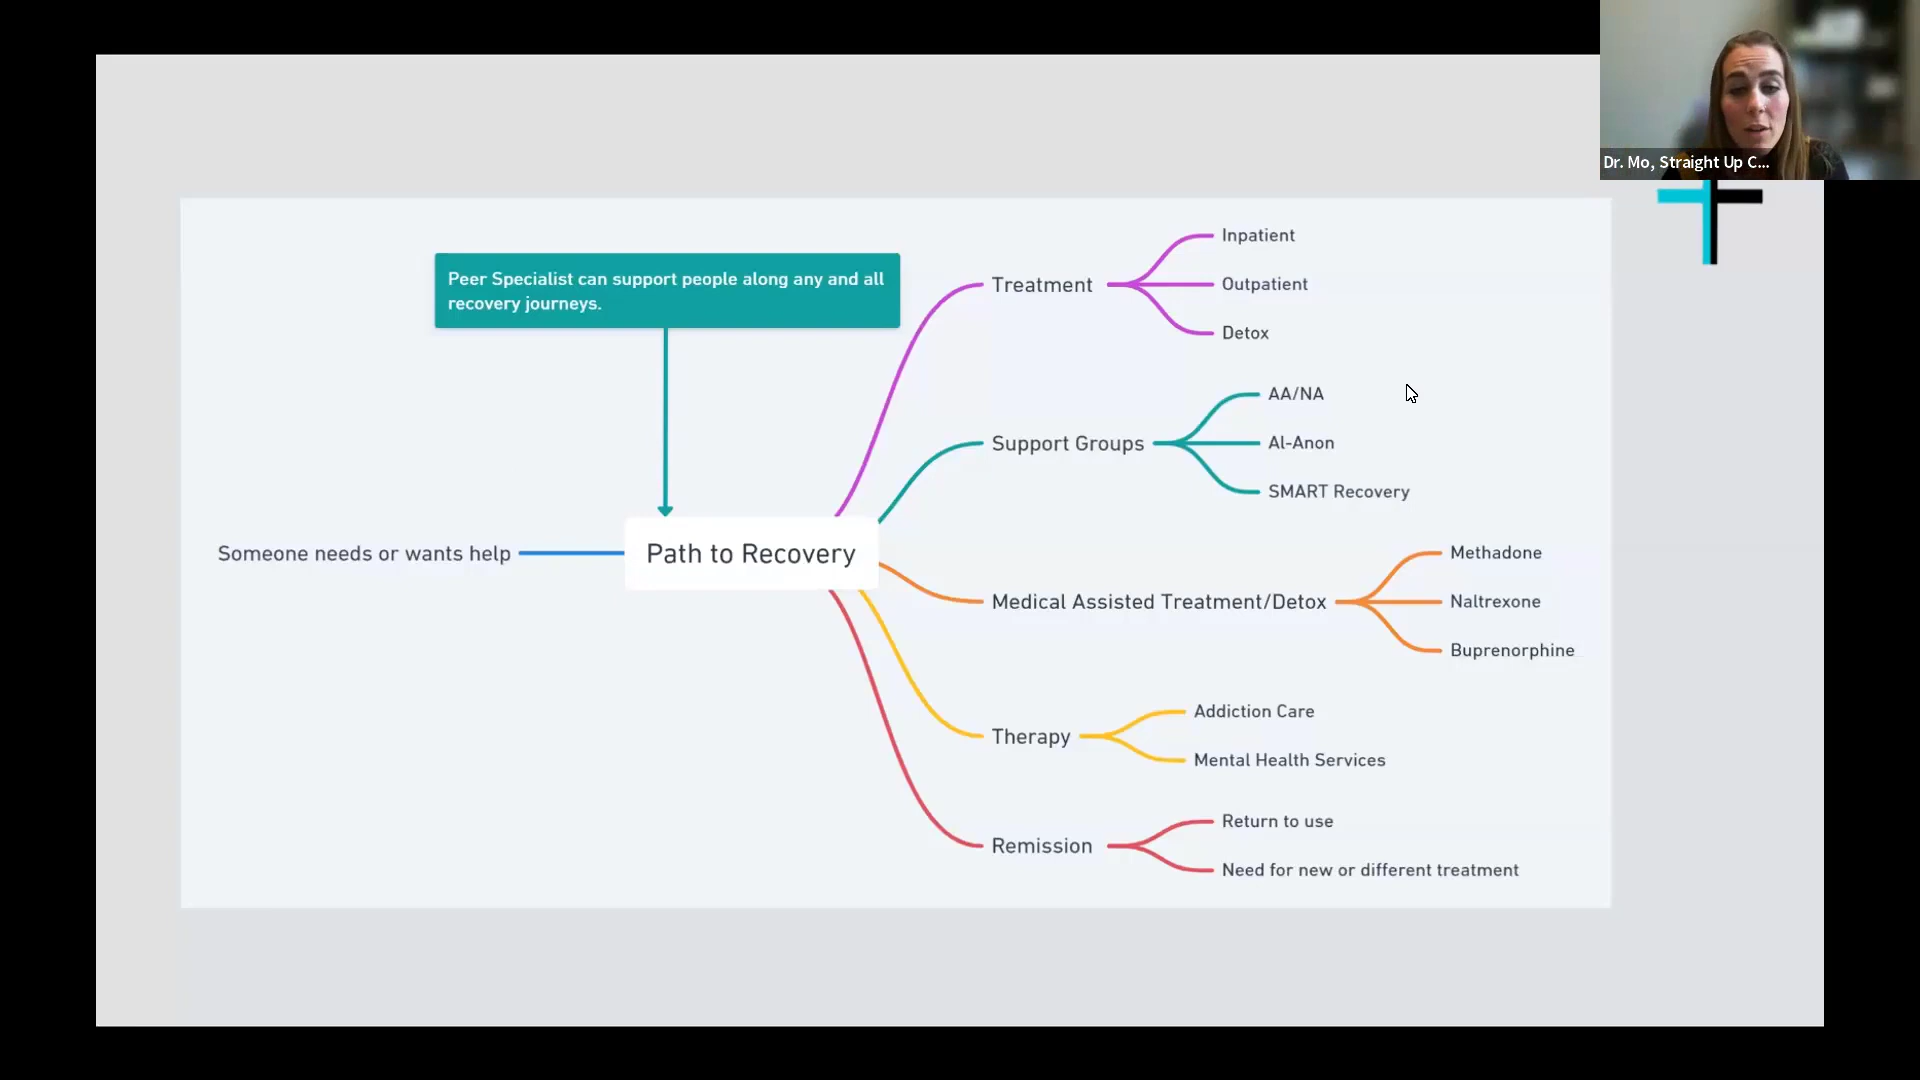 Dr. Mo, Straight Up C...
Peer Specialist can support people along any and all
recovery journeys.
Someone needs or wants help
Path to Recovery
Treatment
Inpatient
Outpatient
Detox
Support Groups
AA/NA
Al-Anon
SMART Recovery
Medical Assisted Treatment/Detox
Methadone
Naltrexone
Buprenorphine
Therapy
Addiction Care
Mental Health Services
Remission
Return to use
Need for new or different treatment